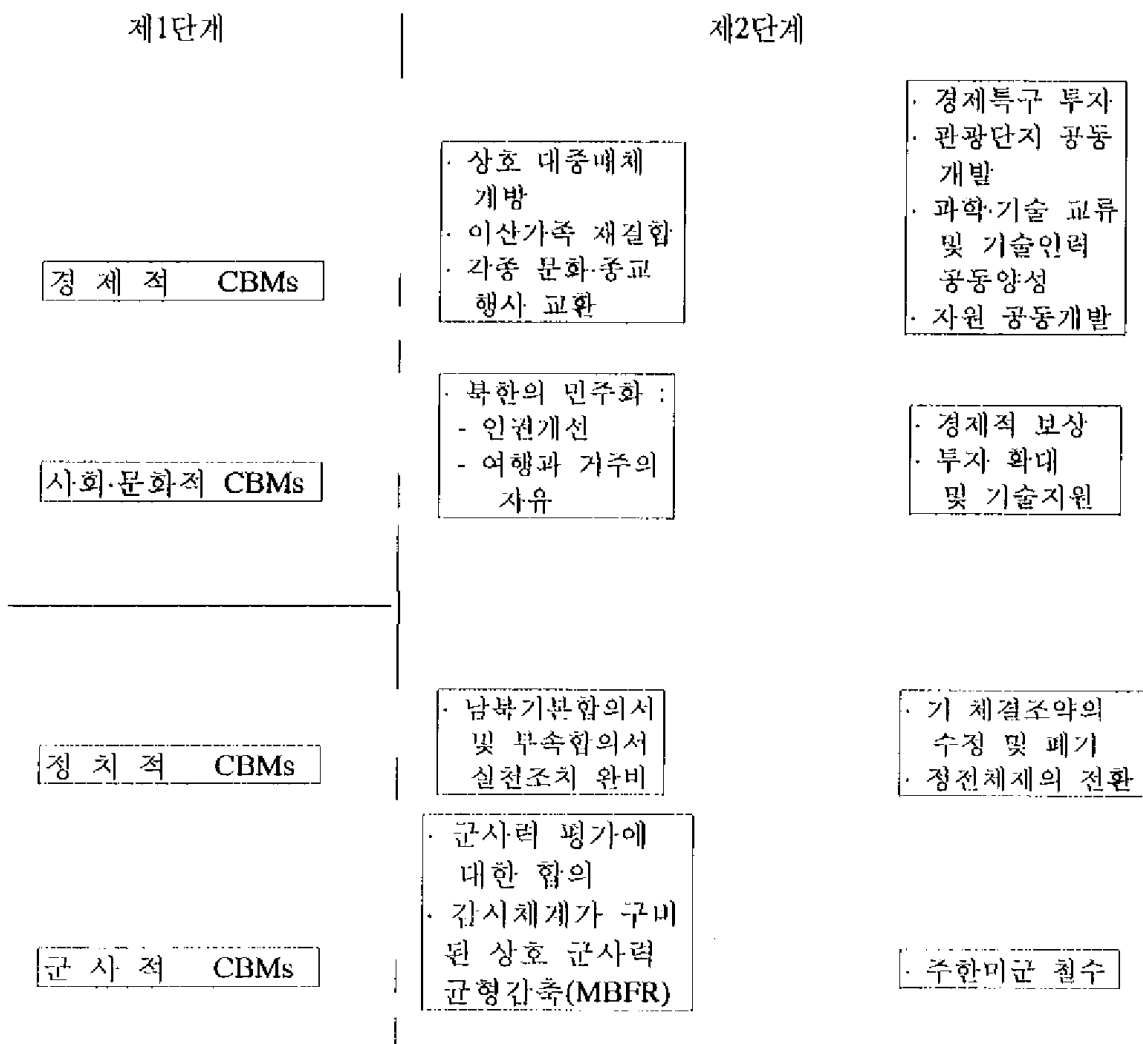 제1단계
제2단계
경 제 적 CBMs
· 상호 대중매체
개방
· 이산가족 재결합
· 각종 문화·종교
행사 교환
· 경제특구 투자
· 관광단지 공동
개발
· 과학·기술 교류
및 기술인력
공동양성
· 자원 공동개발
사회·문화적 CBMs
· 북한의 민주화 :
- 인권개선
- 여행과 거주의
자유
· 경제적 보상
· 투자 확대
및 기술지원
정 치 적 CBMs
· 남북기본합의서
및 부속합의서
실천조치 완비
· 기 체결조약의
수정 및 폐기
· 정전체제의 전환
군 사 적 CBMs
· 군사력 평가에
대한 합의
· 감시체계가 구비
된 상호 군사력
균형감축(MBFR)
· 주한미군 철수